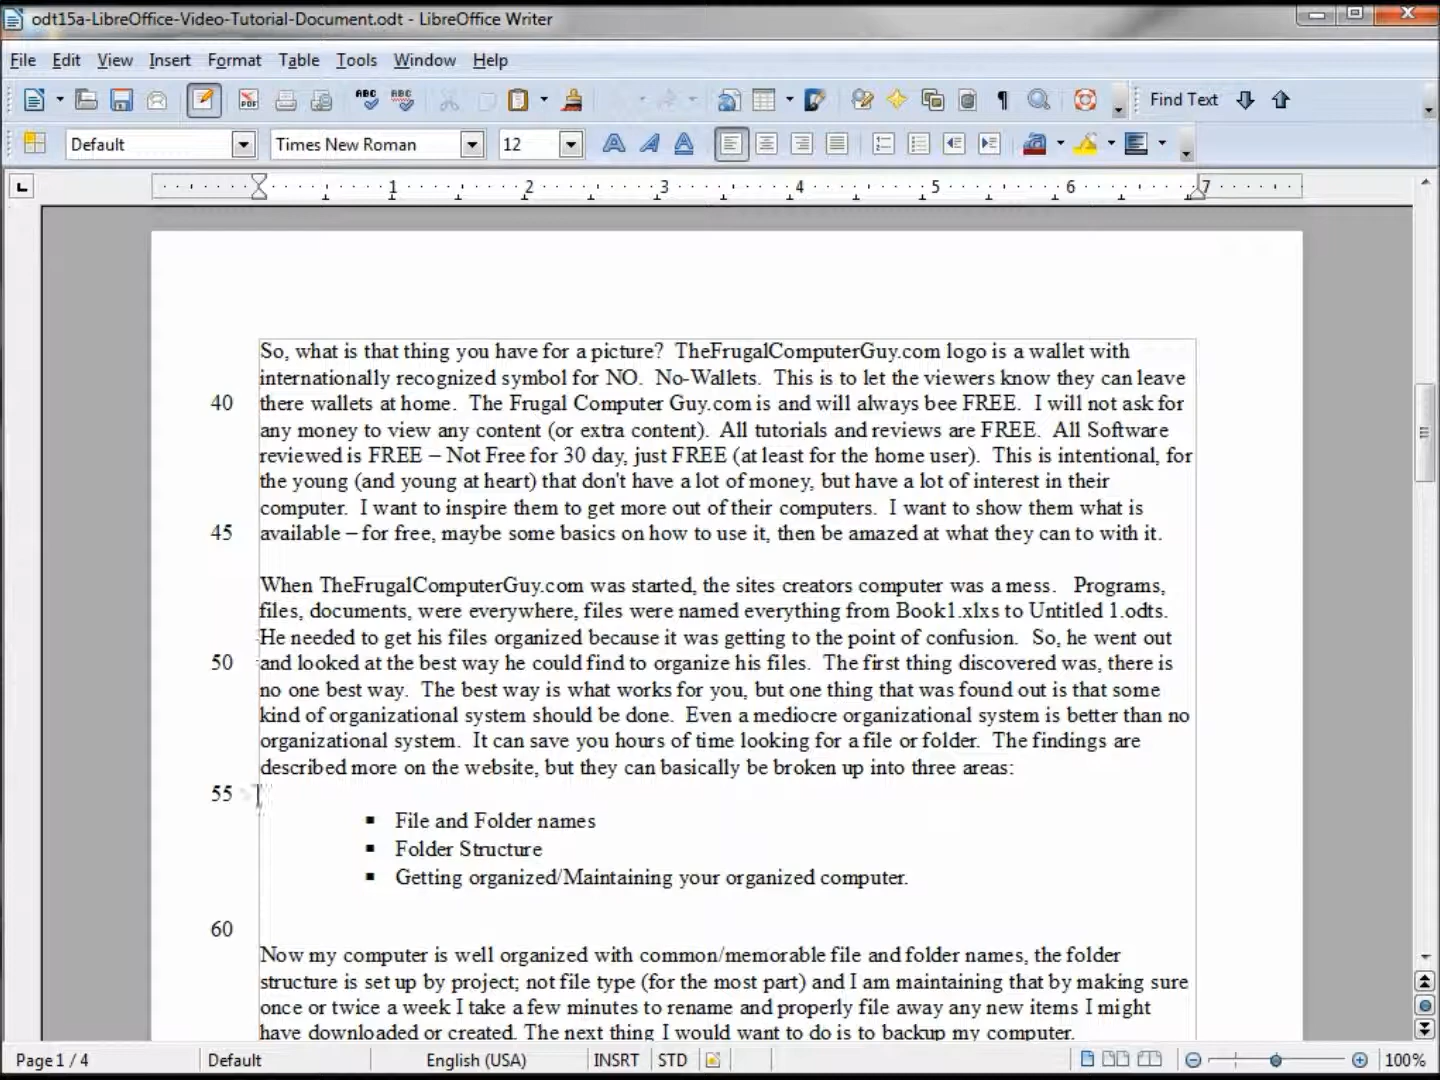 odt15a-LibreOffice-Video-Tutorial-Document.odt - LibreOffice Writer
File Edit View Insert Format Table Tools Window Help
PDF ABC ABC Find Text
Default Times New Roman 12
1 2 3 4 5 6 7
So, what is that thing you have for a picture?  TheFrugalComputerGuy.com logo is a wallet with
internationally recognized symbol for NO.  No-Wallets.  This is to let the viewers know they can leave
40 there wallets at home.  The Frugal Computer Guy.com is and will always bee FREE.  I will not ask for
any money to view any content (or extra content).  All tutorials and reviews are FREE.  All Software
reviewed is FREE – Not Free for 30 day, just FREE (at least for the home user).  This is intentional, for
the young (and young at heart) that don't have a lot of money, but have a lot of interest in their
computer.  I want to inspire them to get more out of their computers.  I want to show them what is
45 available – for free, maybe some basics on how to use it, then be amazed at what they can to with it.
When TheFrugalComputerGuy.com was started, the sites creators computer was a mess.   Programs,
files, documents, were everywhere, files were named everything from Book1.xlxs to Untitled 1.odts.
He needed to get his files organized because it was getting to the point of confusion.  So, he went out
50 and looked at the best way he could find to organize his files.  The first thing discovered was, there is
no one best way.  The best way is what works for you, but one thing that was found out is that some
kind of organizational system should be done.  Even a mediocre organizational system is better than no
organizational system.  It can save you hours of time looking for a file or folder.  The findings are
described more on the website, but they can basically be broken up into three areas:
55
▪ File and Folder names
▪ Folder Structure
▪ Getting organized/Maintaining your organized computer.
60
Now my computer is well organized with common/memorable file and folder names, the folder
structure is set up by project; not file type (for the most part) and I am maintaining that by making sure
once or twice a week I take a few minutes to rename and properly file away any new items I might
have downloaded or created. The next thing I would want to do is to backup my computer.
Page 1 / 4 Default English (USA) INSRT STD 100%